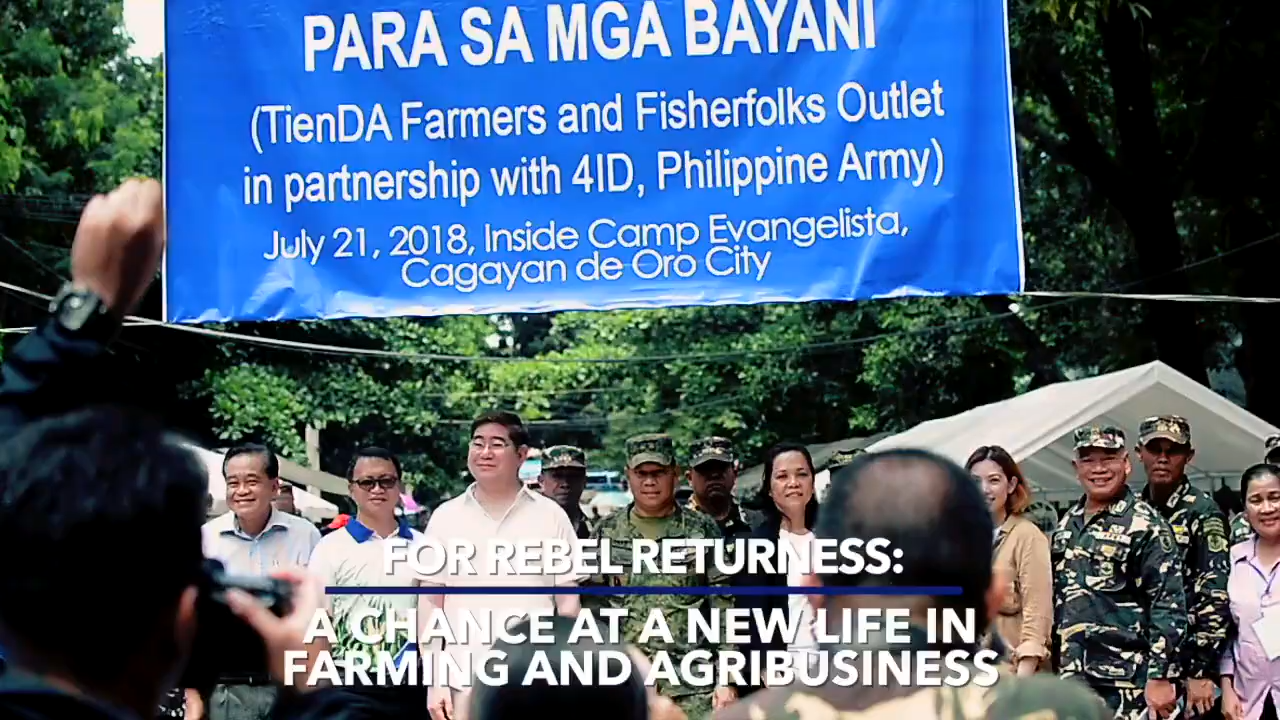 PARA SA MGA BAYANI
(TienDA Farmers and Fisherfolks Outlet
in partnership with 4ID, Philippine Army)
July 21, 2018, Inside Camp Evangelista,
Cagayan de Oro City
FOR REBEL RETURNESS:
A CHANCE AT A NEW LIFE IN
FARMING AND AGRIBUSINESS